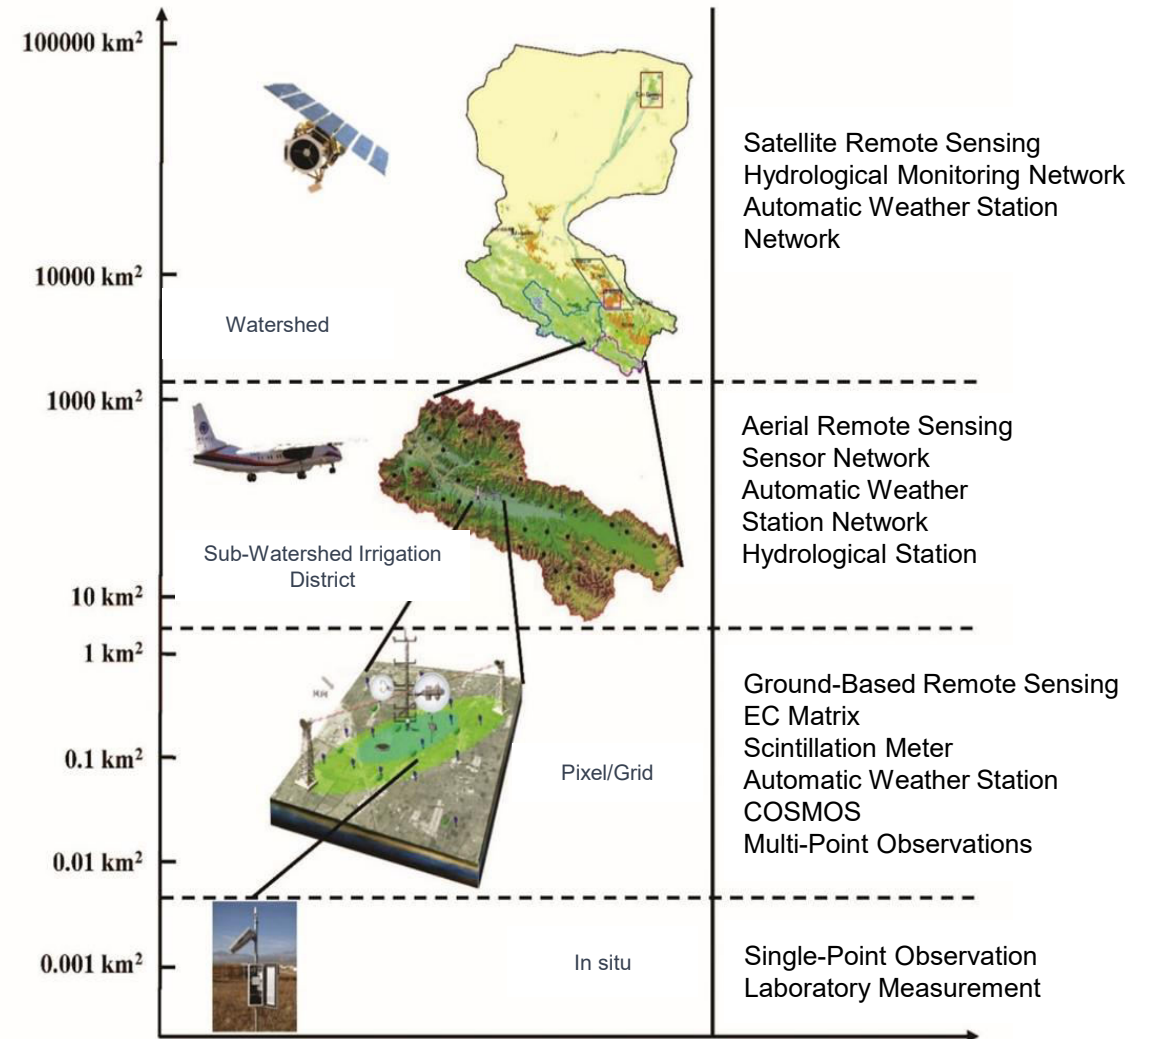 100000 km²
Satellite Remote Sensing
Hydrological Monitoring Network
Automatic Weather Station
Network
10000 km²
Watershed
1000 km²
Aerial Remote Sensing
Sensor Network
Automatic Weather
Station Network
Hydrological Station
Sub-Watershed Irrigation
District
10 km²
1 km²
Ground-Based Remote Sensing
EC Matrix
Scintillation Meter
Automatic Weather Station
COSMOS
Multi-Point Observations
0.1 km²
Pixel/Grid
0.01 km²
In situ
Single-Point Observation
Laboratory Measurement
0.001 km²